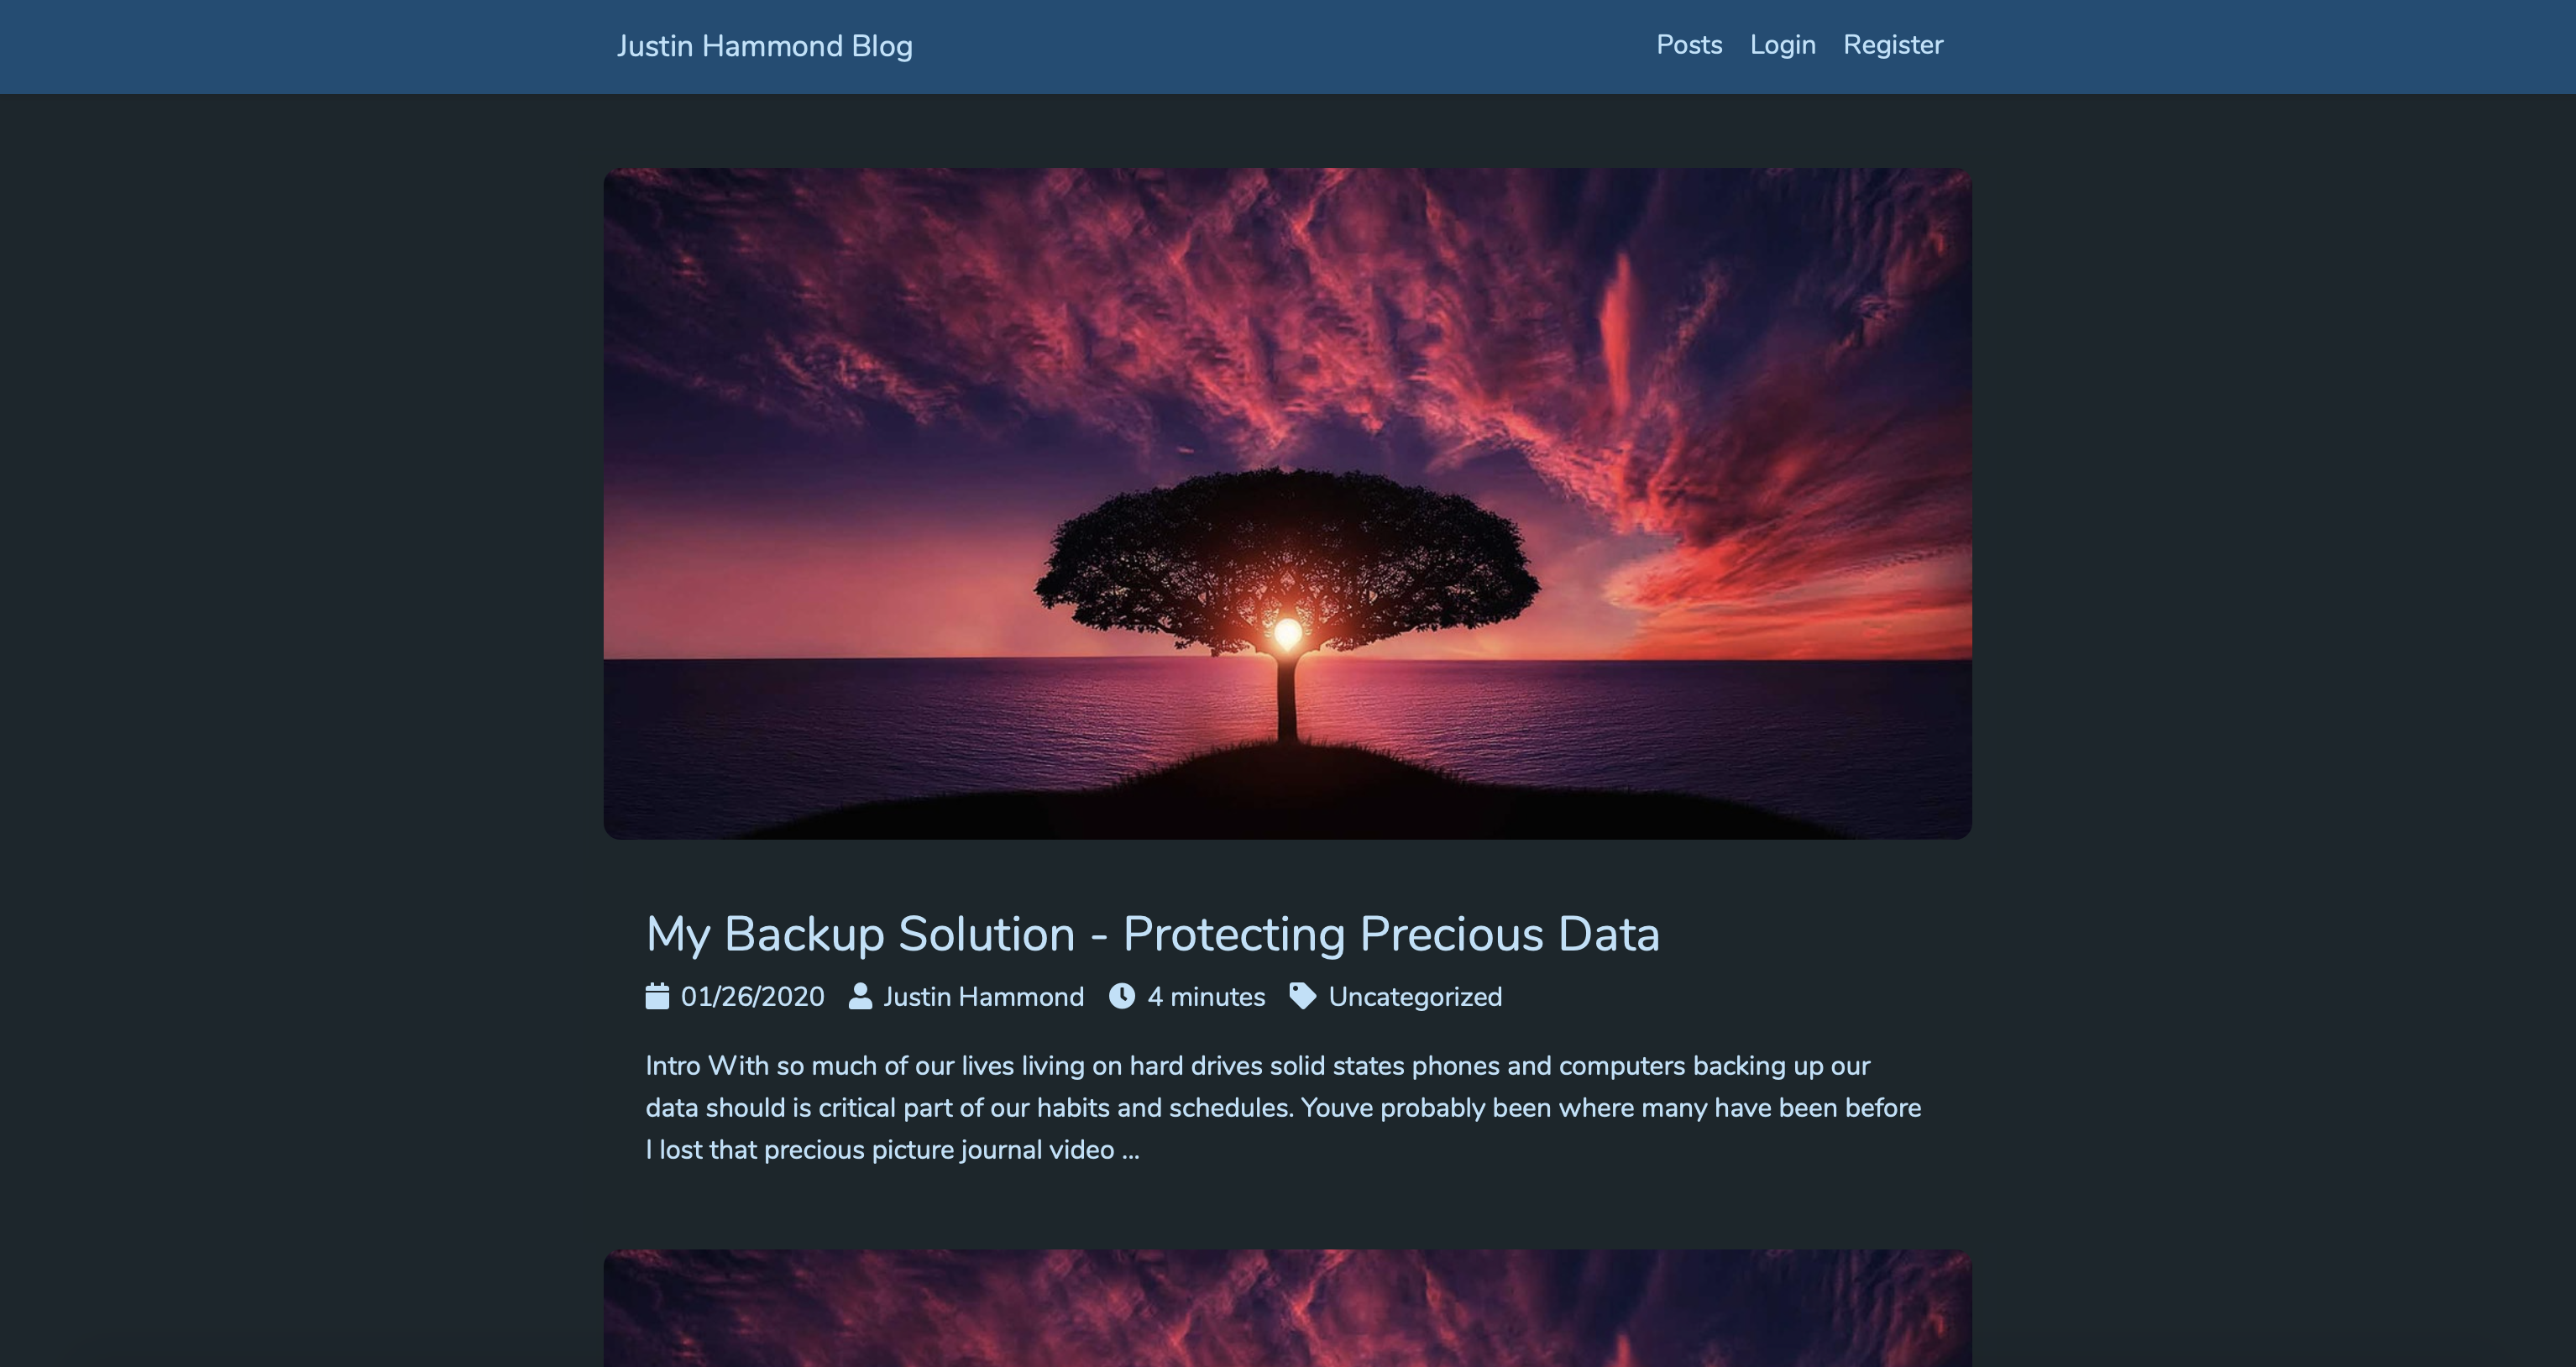 Justin Hammond Blog
Posts Login Register
My Backup Solution - Protecting Precious Data
01/26/2020 Justin Hammond 4 minutes Uncategorized
Intro With so much of our lives living on hard drives solid states phones and computers backing up our
data should is critical part of our habits and schedules. Youve probably been where many have been before
I lost that precious picture journal video ...